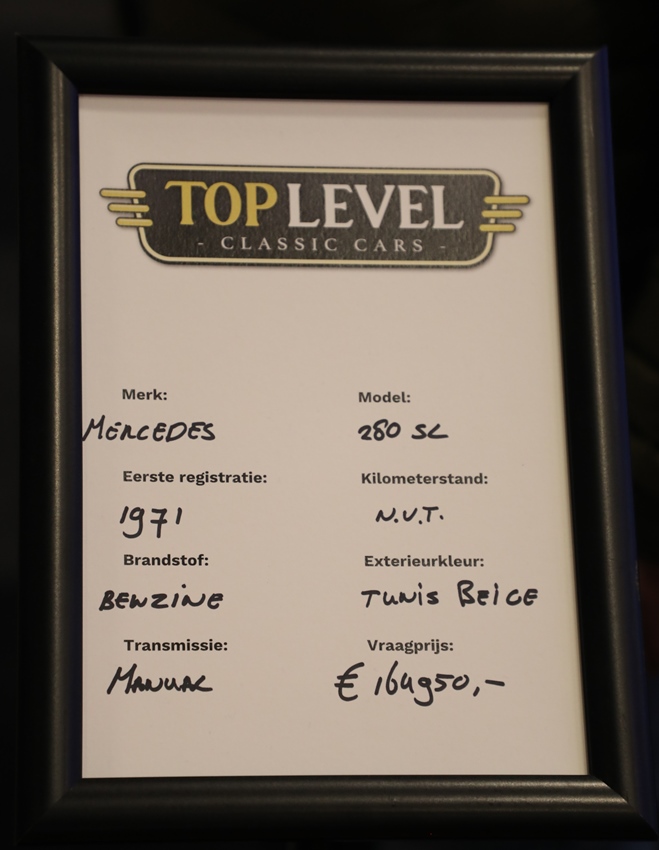 TOP LEVEL
- CLASSIC CARS -
Merk:
MERCEDES
Model:
280 SL
Eerste registratie:
1971
Kilometerstand:
N.V.T.
Brandstof:
BENZINE
Exterieurkleur:
TUNIS BEIGE
Transmissie:
MANUAL
Vraagprijs:
€ 164950,-